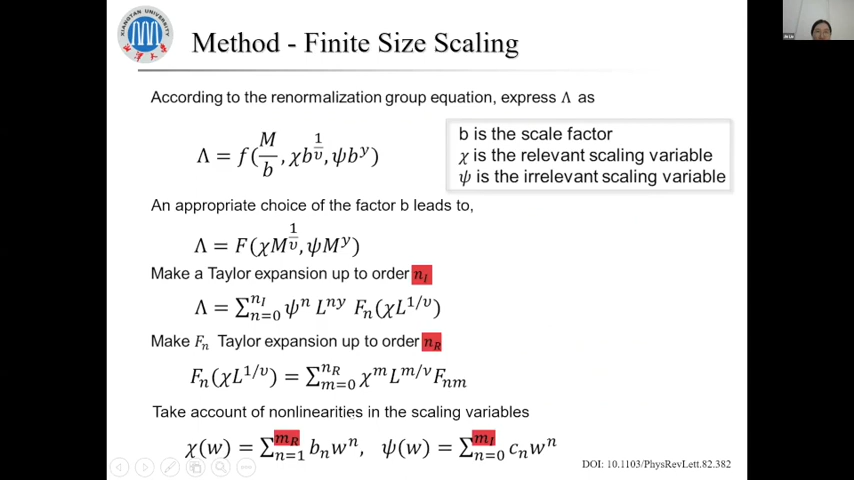 XIANGTAN UNIVERSITY
Method - Finite Size Scaling
According to the renormalization group equation, express Λ as
Λ = f(M/b, χb^{1/υ}, ψb^y)
b is the scale factor
χ is the relevant scaling variable
ψ is the irrelevant scaling variable
An appropriate choice of the factor b leads to,
Λ = F(χM^{1/υ}, ψM^y)
Make a Taylor expansion up to order n_I
Λ = ∑_{n=0}^{n_I} ψ^n L^{ny} F_n(χL^{1/υ})
Make F_n Taylor expansion up to order n_R
F_n(χL^{1/υ}) = ∑_{m=0}^{n_R} χ^m L^{m/ν} F_{nm}
Take account of nonlinearities in the scaling variables
χ(w) = ∑_{n=1}^{m_R} b_n w^n, ψ(w) = ∑_{n=0}^{m_I} c_n w^n
DOI: 10.1103/PhysRevLett.82.382